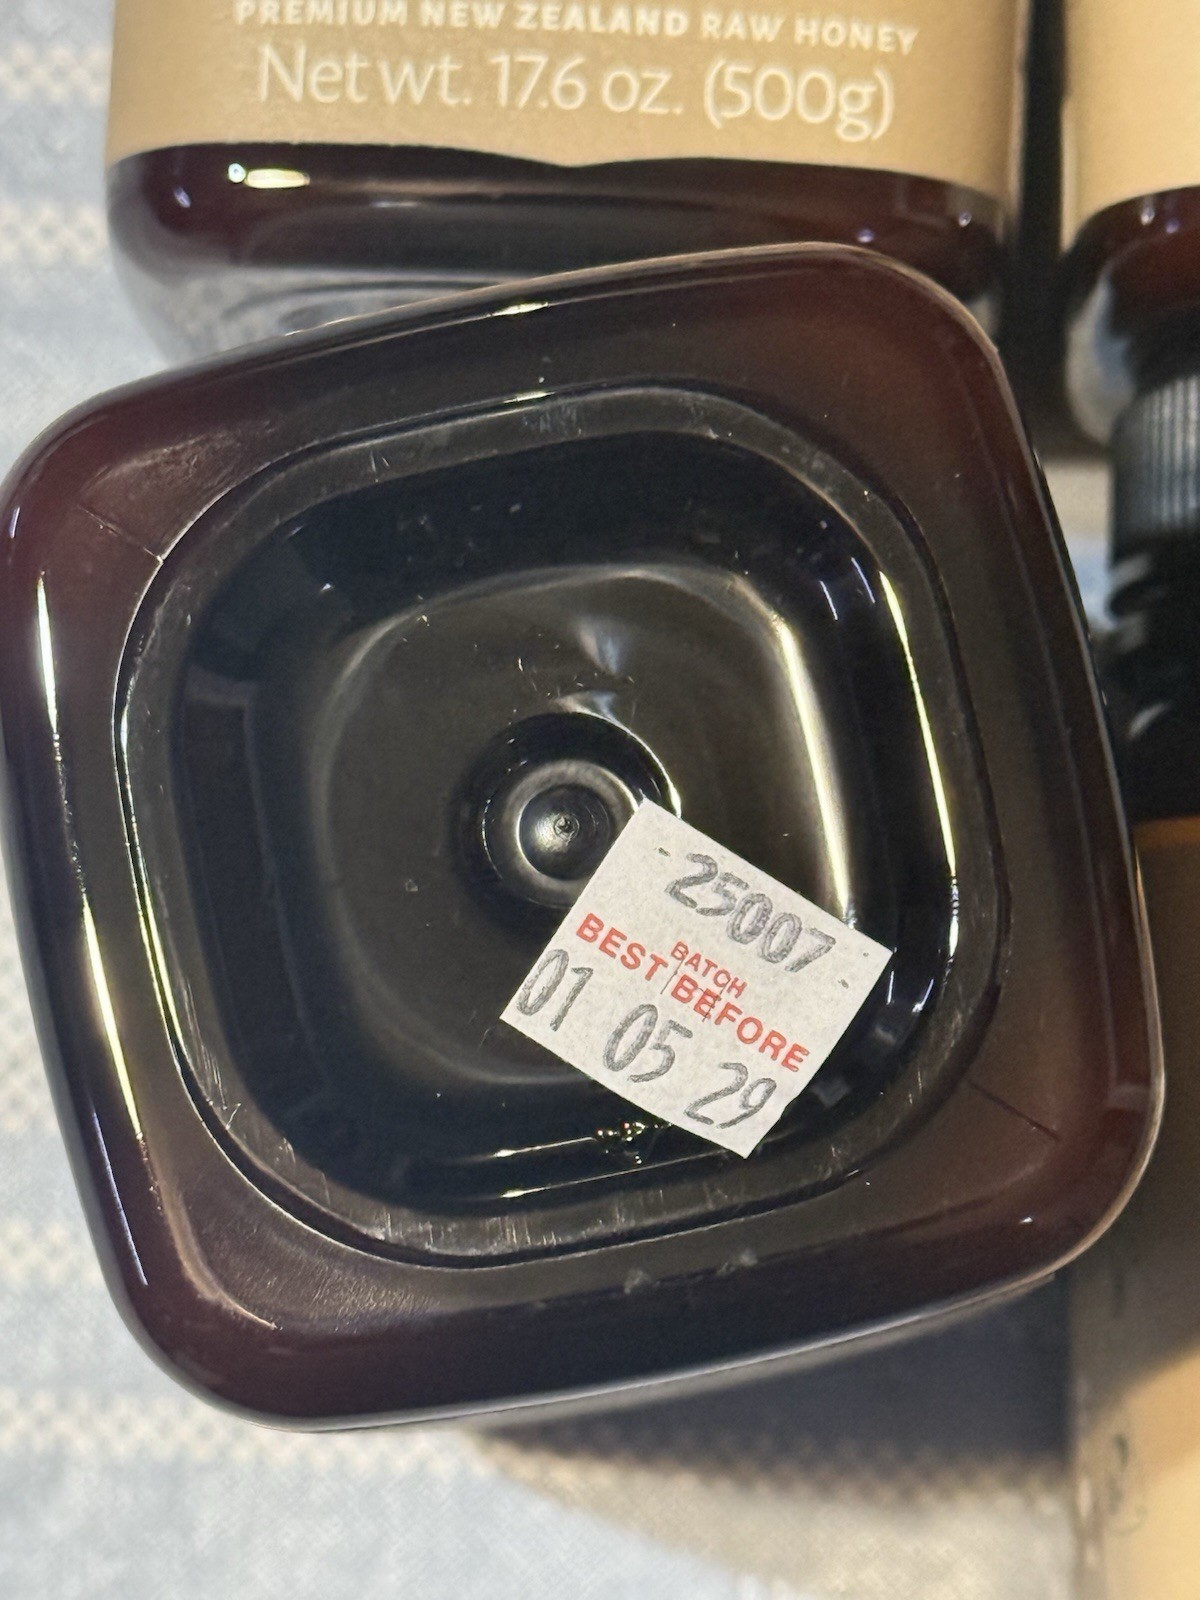 PREMIUM NEW ZEALAND RAW HONEY
Net wt. 17.6 oz. (500g)
25007
BATCH
BEST BEFORE
01 05 29